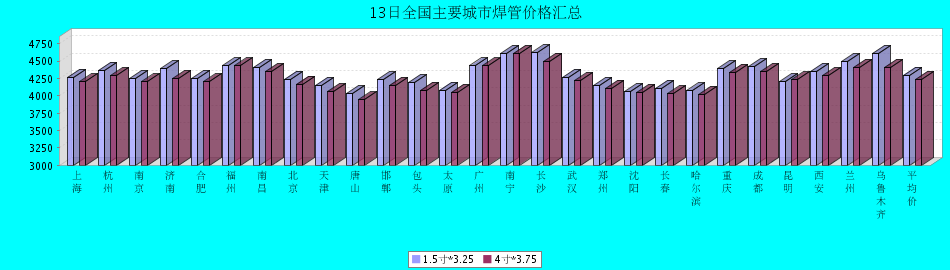 13日全国主要城市焊管价格汇总
4750
4500
4250
4000
3750
3500
3250
3000
上海
杭州
南京
济南
合肥
福州
南昌
北京
天津
唐山
邯郸
包头
太原
广州
南宁
长沙
武汉
郑州
沈阳
长春
哈尔滨
重庆
成都
昆明
西安
兰州
乌鲁木齐
平均价
1.5寸*3.25 4寸*3.75